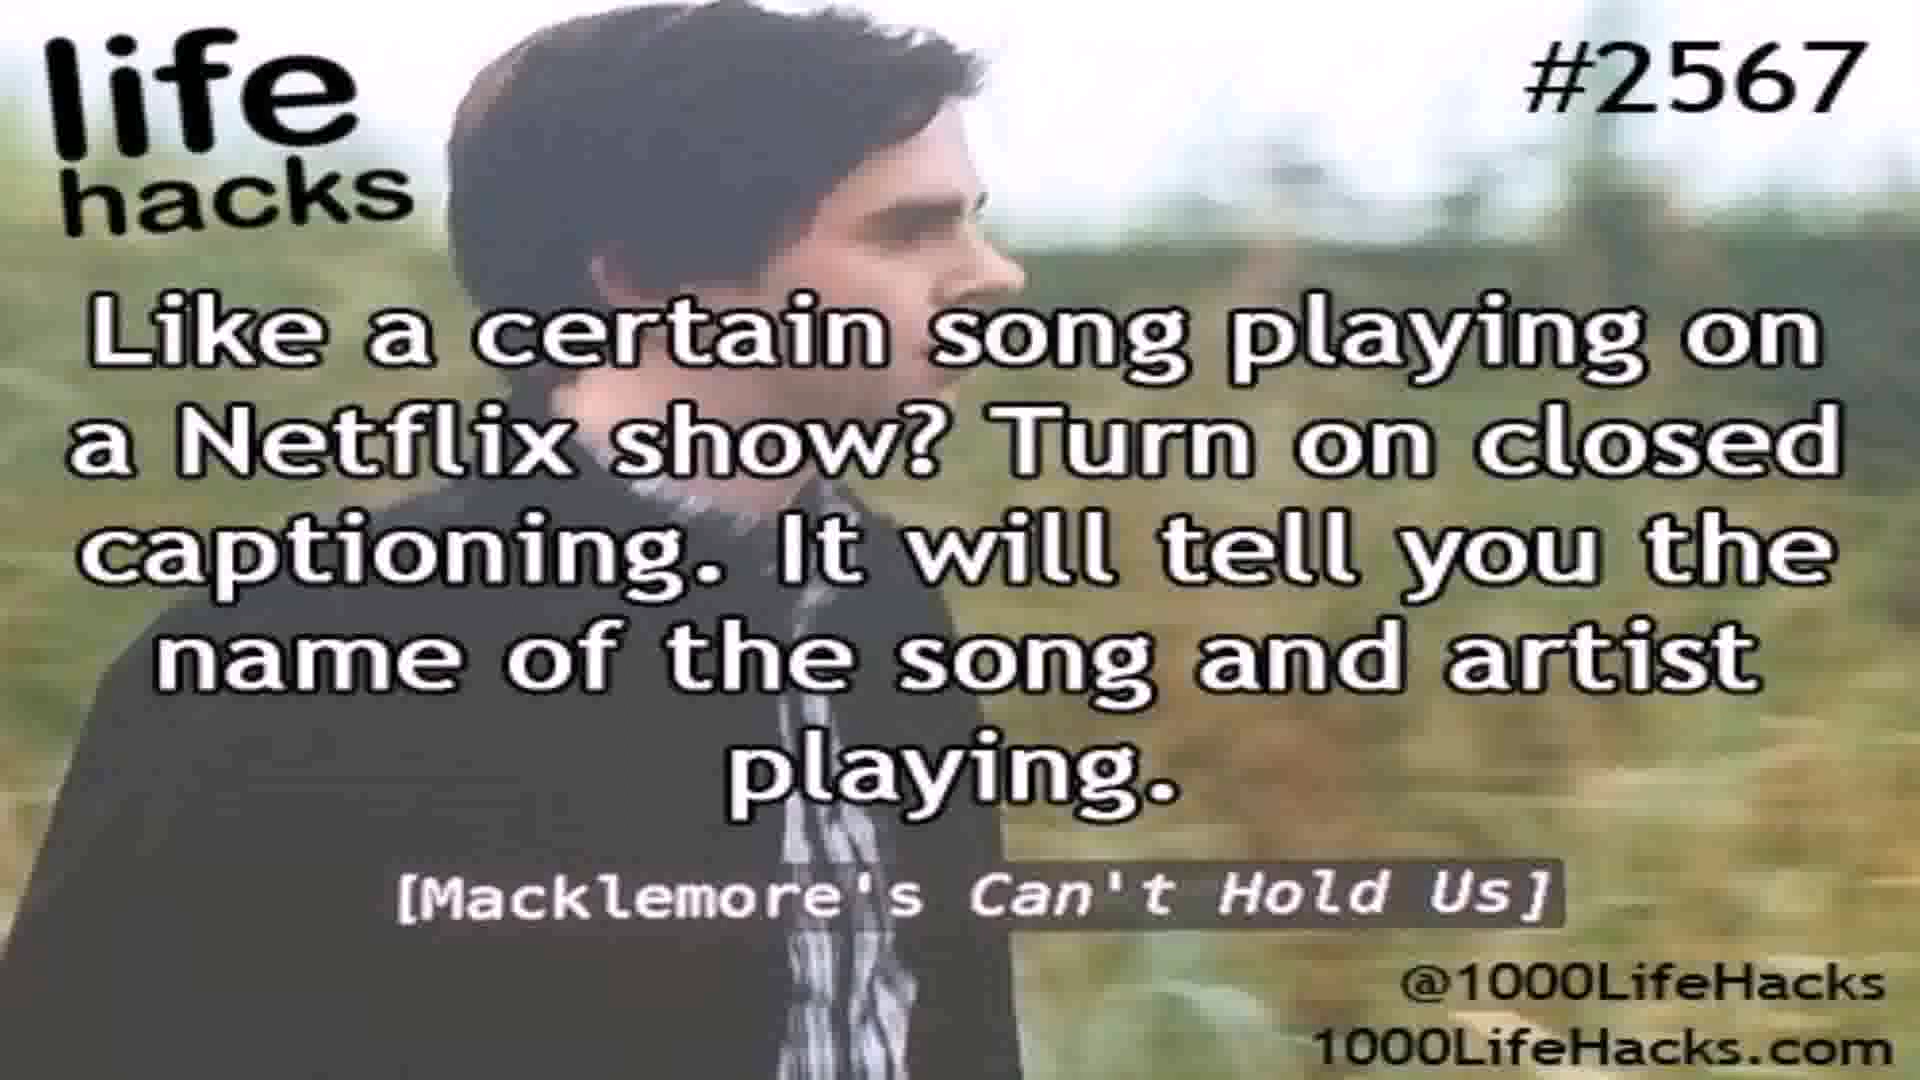 life
hacks
#2567
Like a certain song playing on
a Netflix show? Turn on closed
captioning. It will tell you the
name of the song and artist
playing.
[Macklemore's Can't Hold Us]
@1000LifeHacks
1000LifeHacks.com